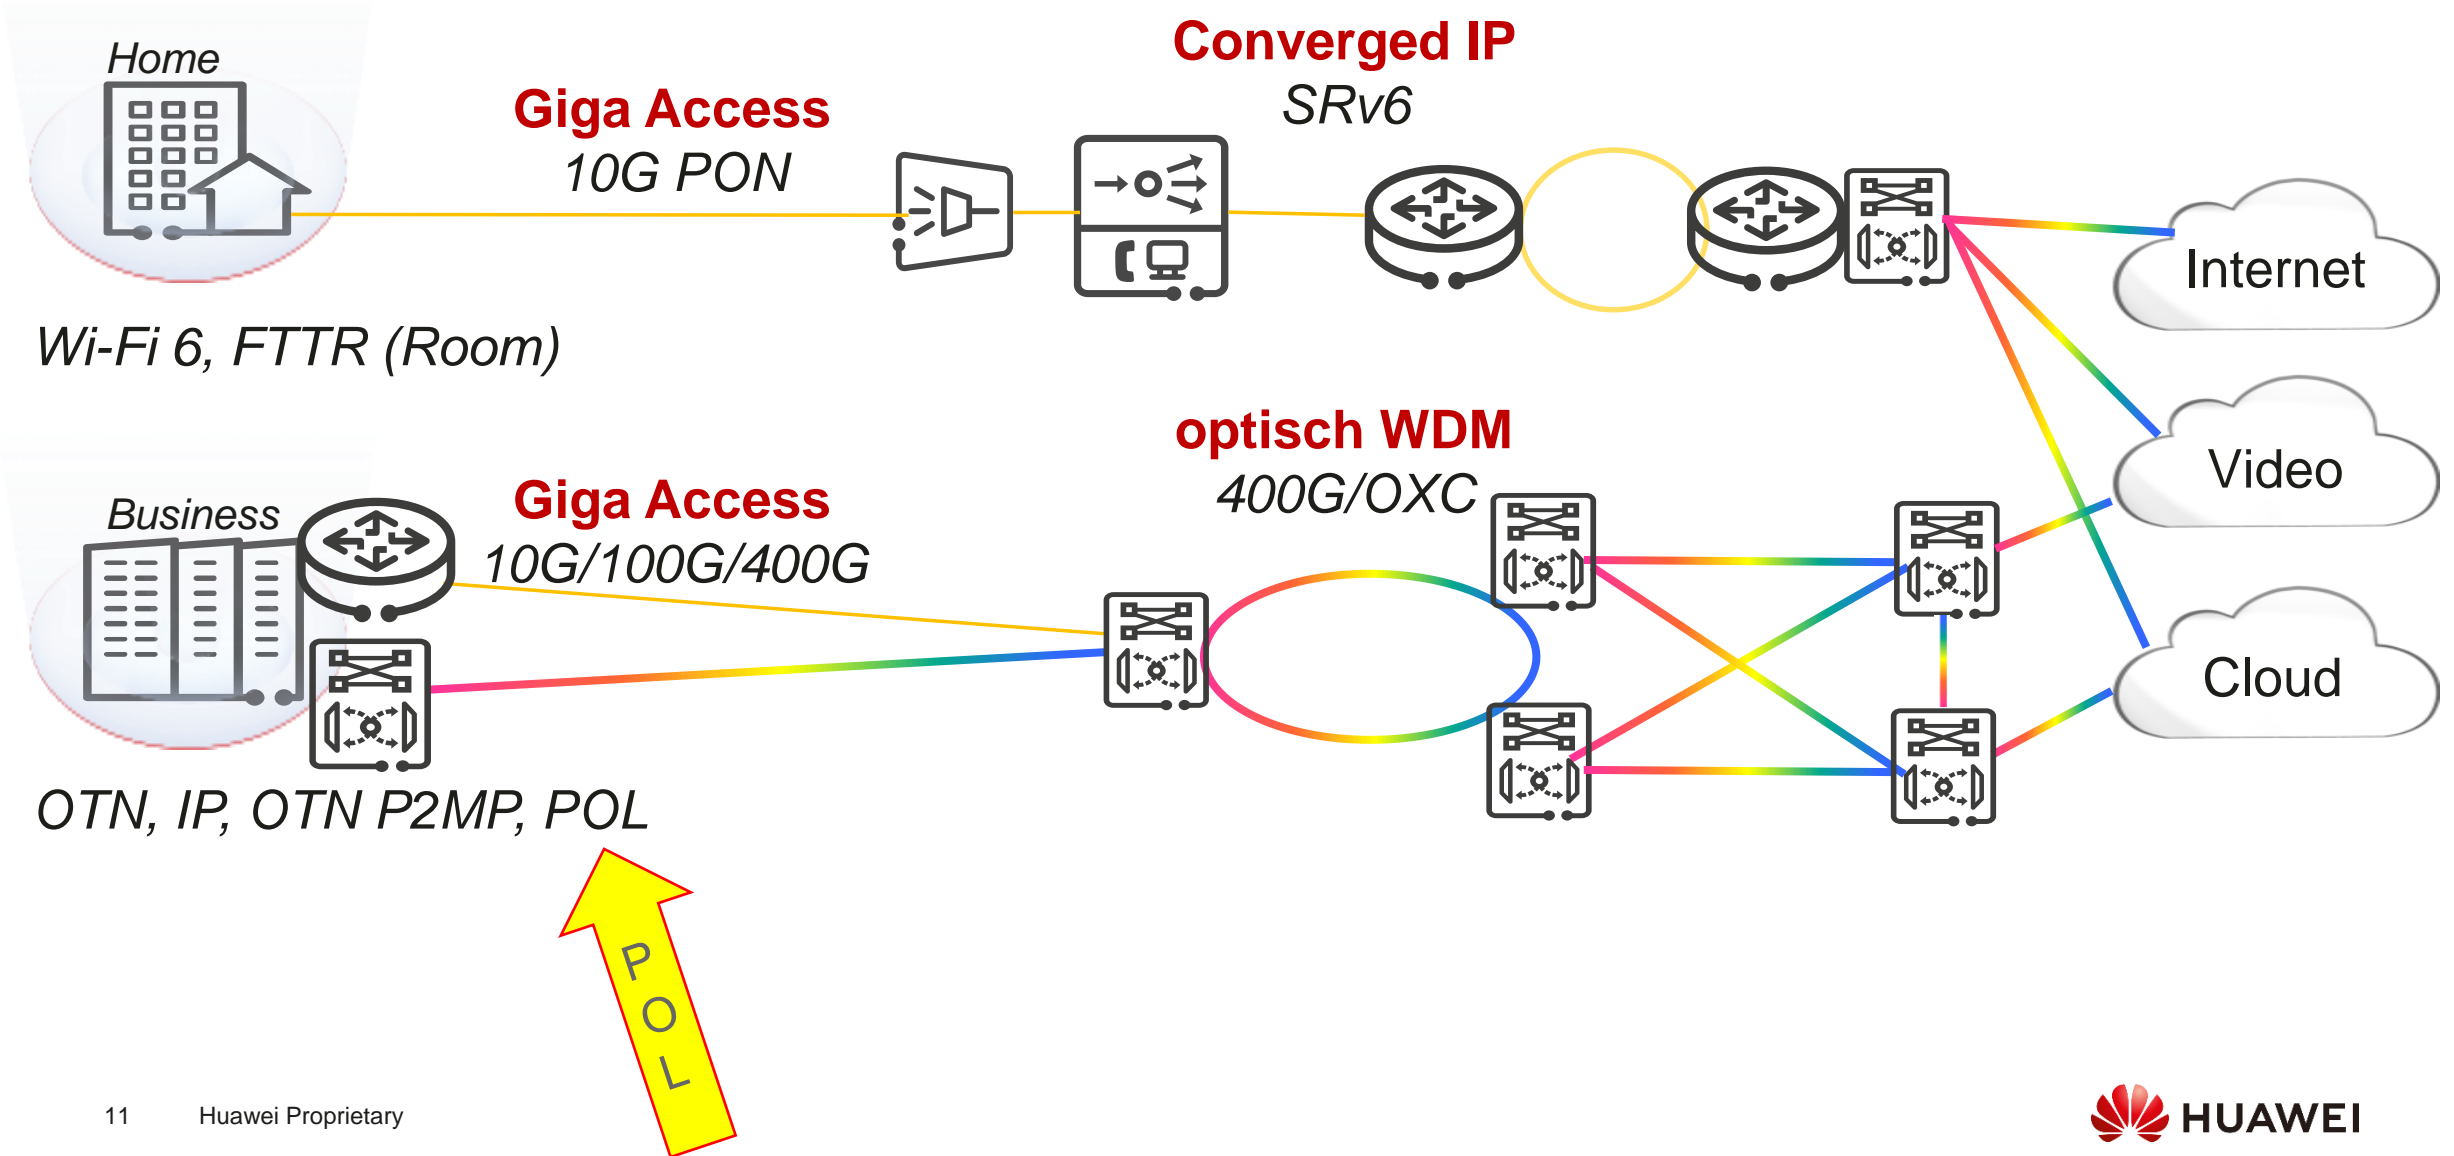 Home
Giga Access
10G PON
Converged IP
SRv6
Internet
Wi-Fi 6, FTTR (Room)
Video
optisch WDM
400G/OXC
Business
Giga Access
10G/100G/400G
Cloud
OTN, IP, OTN P2MP, POL
POL
11 Huawei Proprietary
HUAWEI